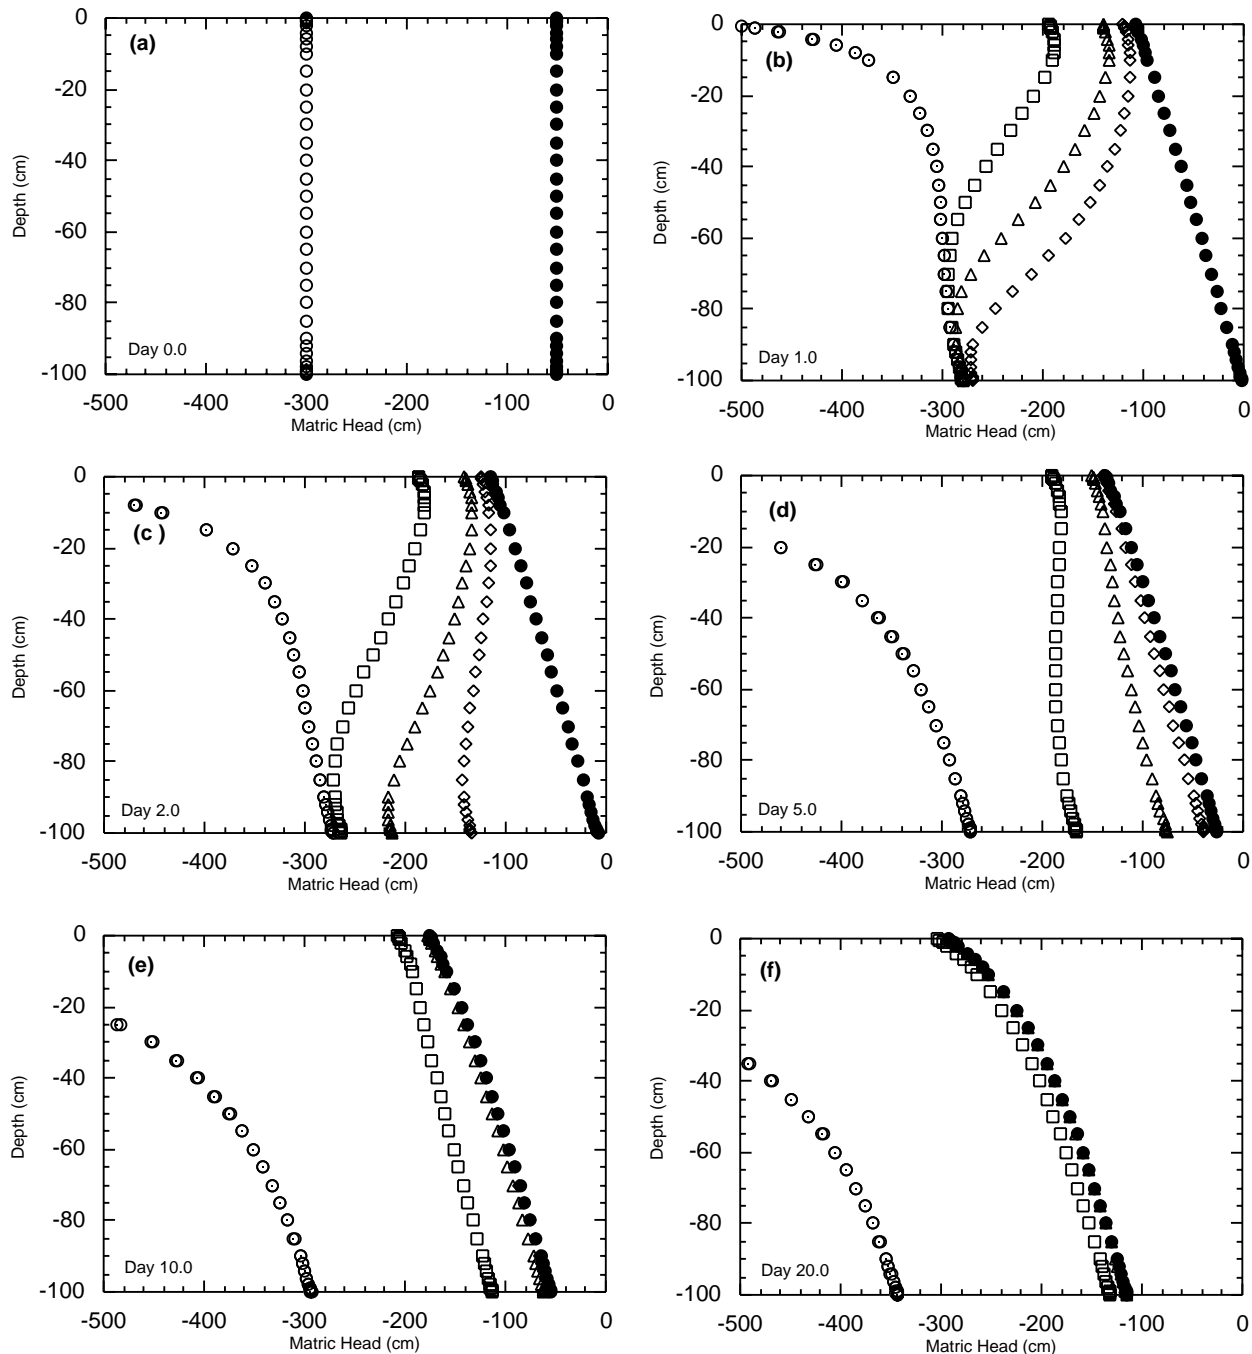 (a)
0
-20
-40
-60
-80
-100
Depth (cm)
Day 0.0
-500 -400 -300 -200 -100 0
Matric Head (cm)
(b)
0
-20
-40
-60
-80
-100
Depth (cm)
Day 1.0
-500 -400 -300 -200 -100 0
Matric Head (cm)
(c )
0
-20
-40
-60
-80
-100
Depth (cm)
Day 2.0
-500 -400 -300 -200 -100 0
Matric Head (cm)
(d)
0
-20
-40
-60
-80
-100
Depth (cm)
Day 5.0
-500 -400 -300 -200 -100 0
Matric Head (cm)
(e)
0
-20
-40
-60
-80
-100
Depth (cm)
Day 10.0
-500 -400 -300 -200 -100 0
Matric Head (cm)
(f)
0
-20
-40
-60
-80
-100
Depth (cm)
Day 20.0
-500 -400 -300 -200 -100 0
Matric Head (cm)